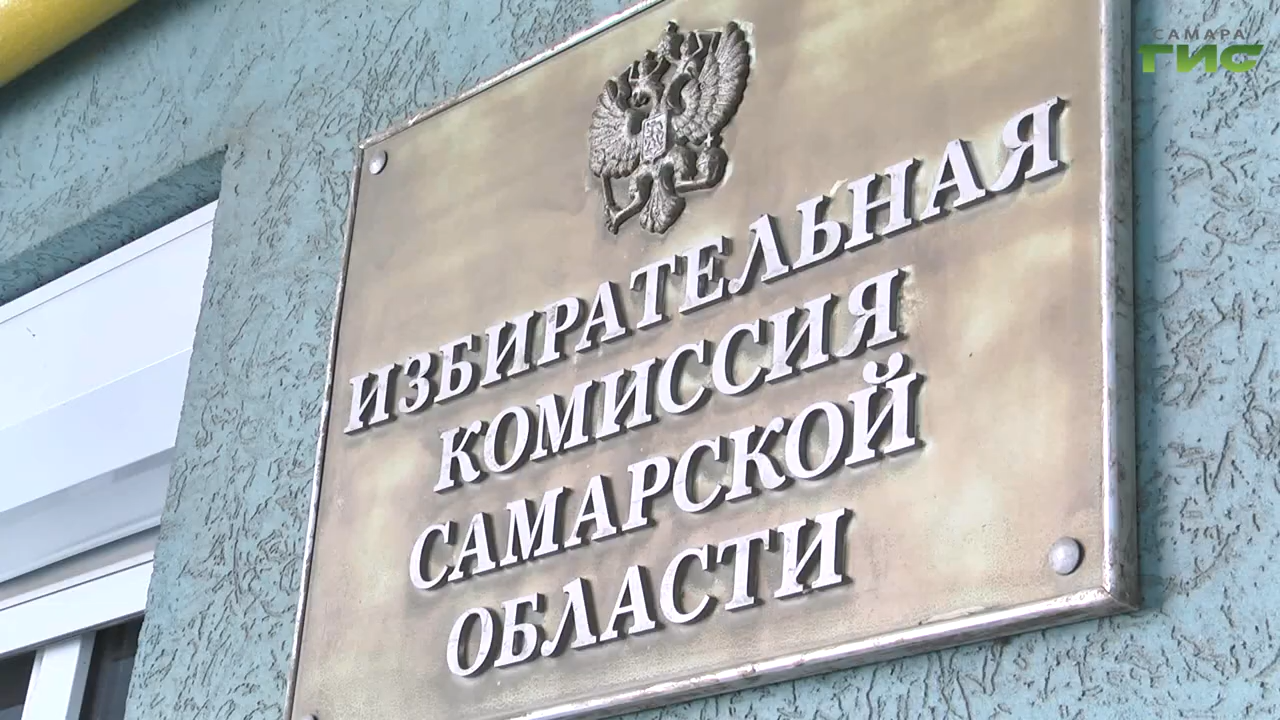 САМАРА
ГИС
ИЗБИРАТЕЛЬНАЯ
КОМИССИЯ
САМАРСКОЙ
ОБЛАСТИ